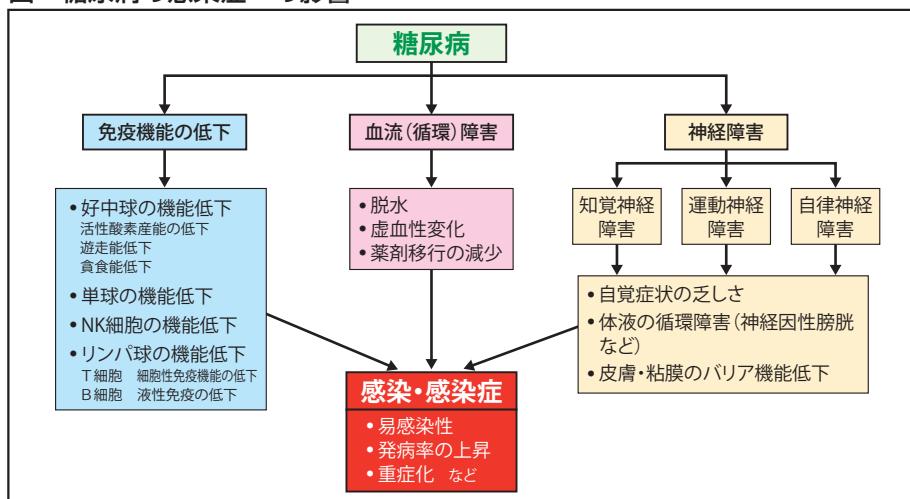 糖尿病
免疫機能の低下
血流(循環)障害
神経障害
• 好中球の機能低下
活性酸素産能の低下
遊走能低下
貪食能低下
• 単球の機能低下
• NK細胞の機能低下
• リンパ球の機能低下
T細胞 細胞性免疫機能の低下
B細胞 液性免疫の低下
• 脱水
• 虚血性変化
• 薬剤移行の減少
知覚神経
障害
運動神経
障害
自律神経
障害
• 自覚症状の乏しさ
• 体液の循環障害(神経因性膀胱
など)
• 皮膚・粘膜のバリア機能低下
感染・感染症
• 易感染性
• 発病率の上昇
• 重症化 など